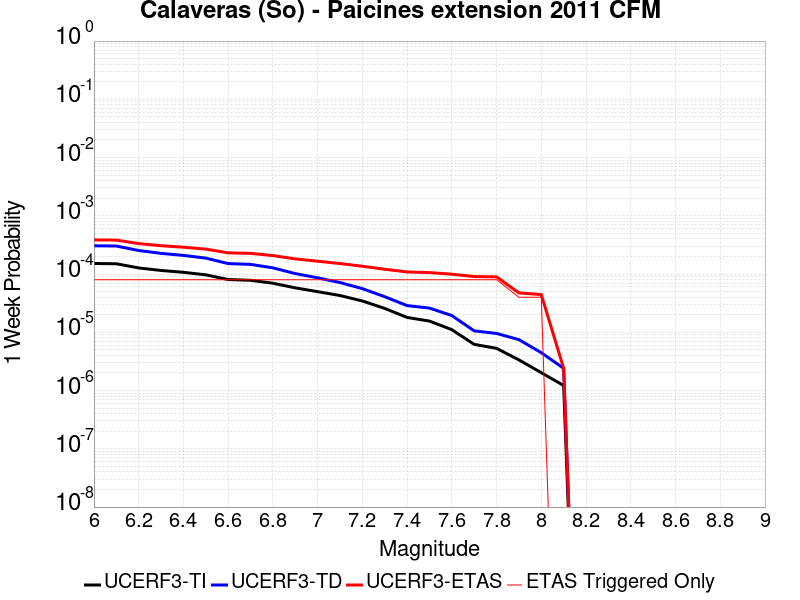 Calaveras (So) - Paicines extension 2011 CFM
10^0
10^-1
10^-2
10^-3
10^-4
10^-5
10^-6
10^-7
10^-8
1 Week Probability
6 6.2 6.4 6.6 6.8 7 7.2 7.4 7.6 7.8 8 8.2 8.4 8.6 8.8 9
Magnitude
UCERF3-TI UCERF3-TD UCERF3-ETAS ETAS Triggered Only